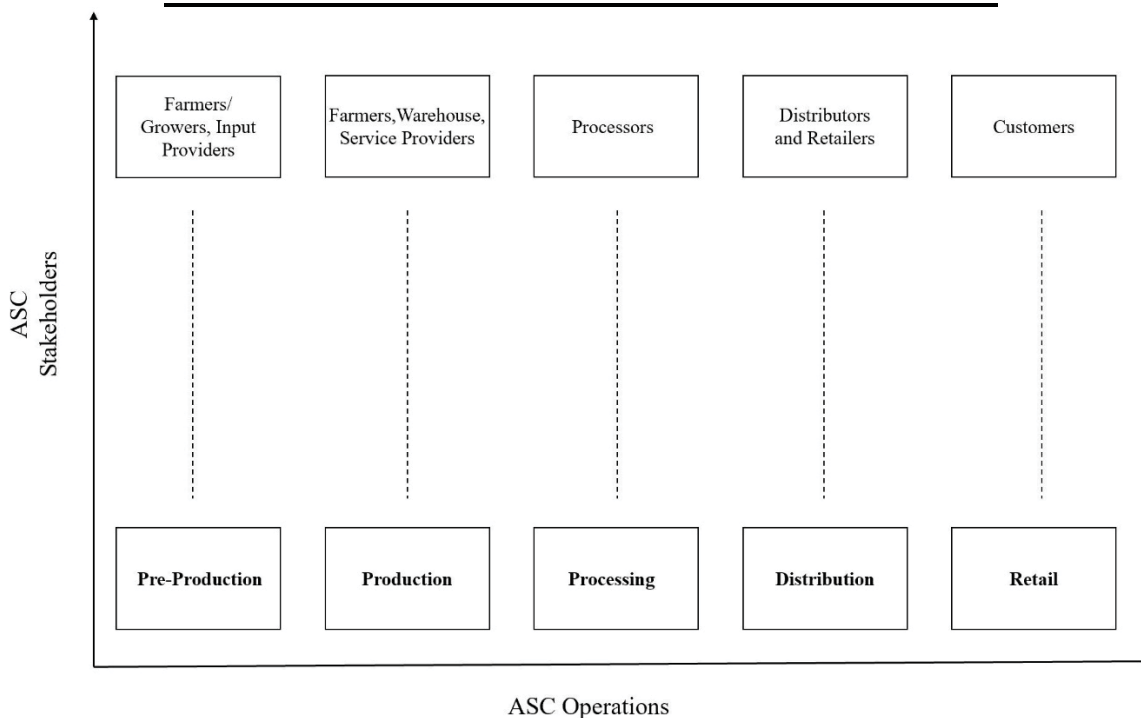 Farmers/
Growers, Input
Providers
Farmers,Warehouse,
Service Providers
Processors
Distributors
and Retailers
Customers
ASC
Stakeholders
Pre-Production
Production
Processing
Distribution
Retail
ASC Operations